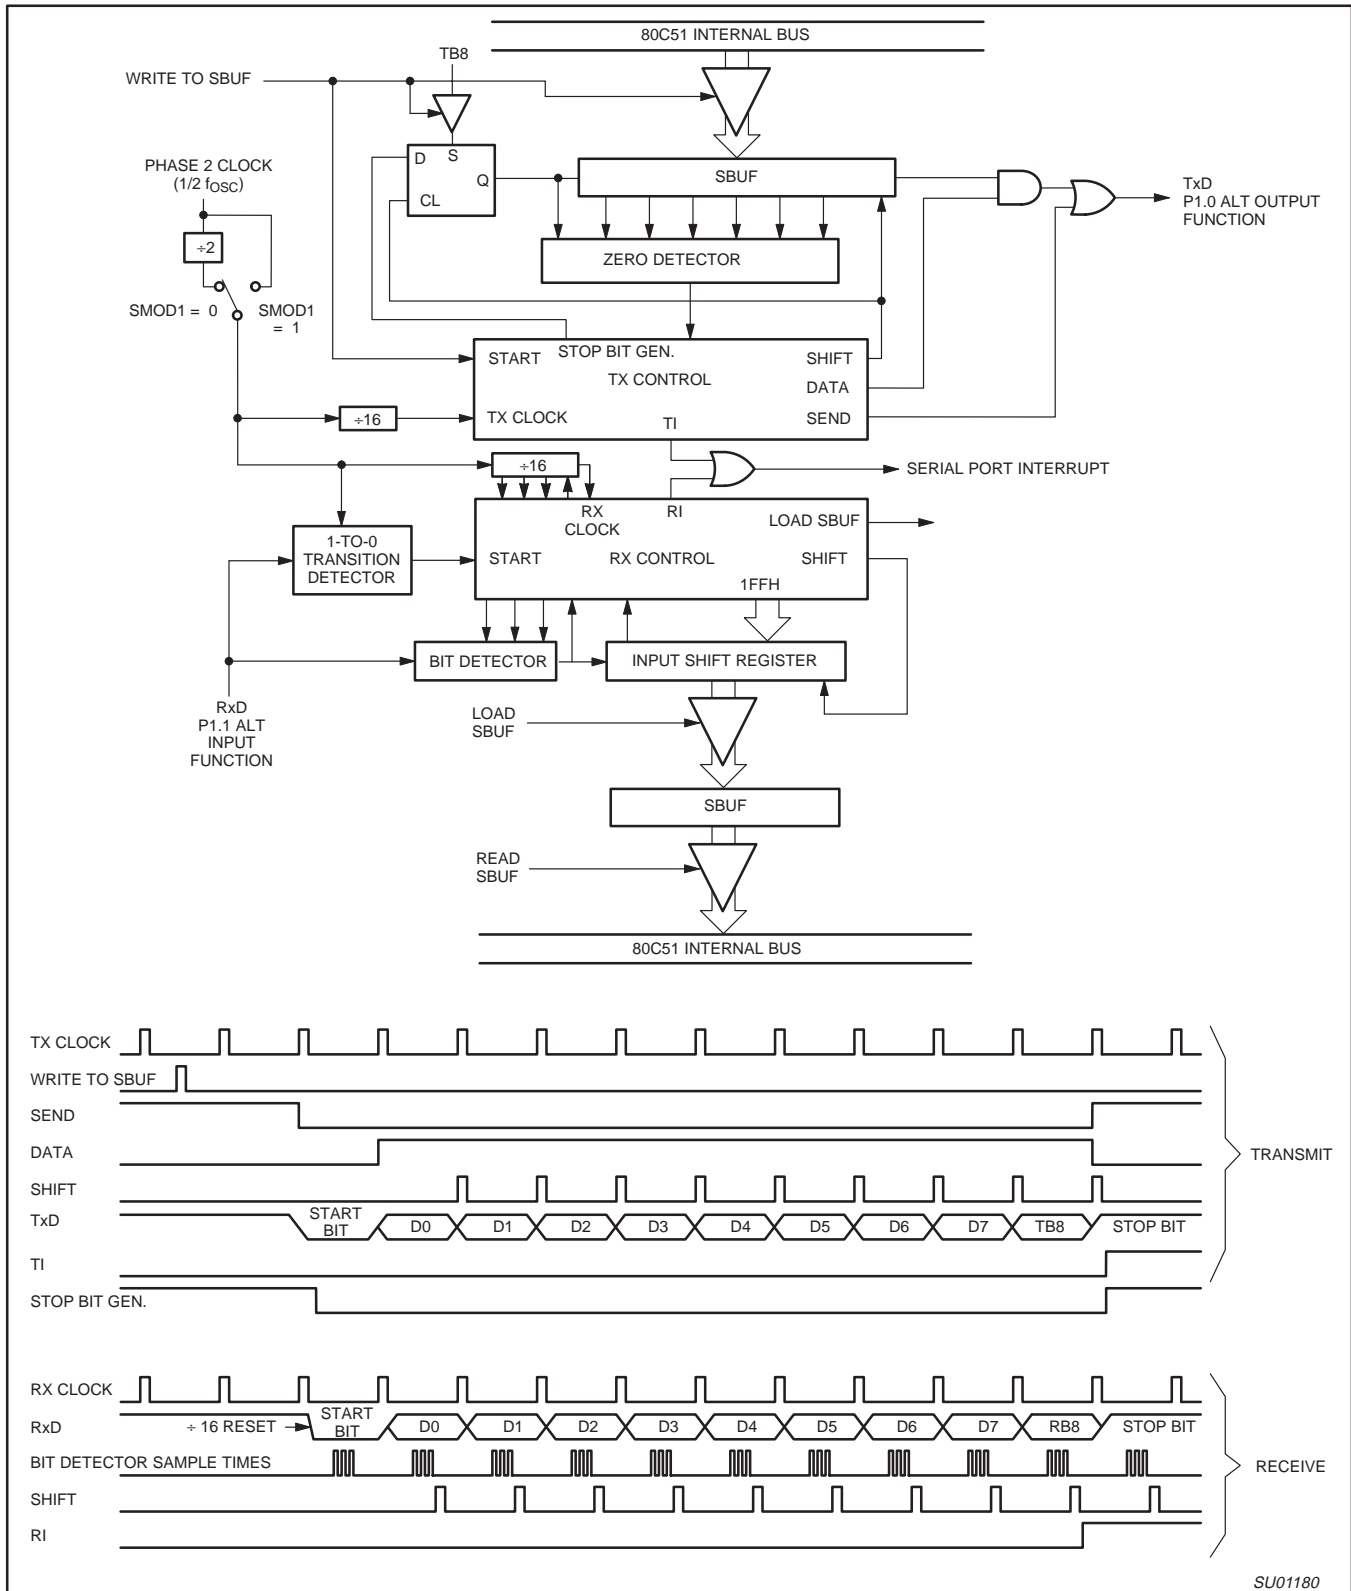 80C51 INTERNAL BUS
TB8
WRITE TO SBUF
D
S
Q
CL
SBUF
PHASE 2 CLOCK
(1/2 fOSC)
TxD
P1.0 ALT OUTPUT
FUNCTION
÷2
ZERO DETECTOR
SMOD1 = 0
SMOD1
= 1
STOP BIT GEN.
START
SHIFT
TX CONTROL
DATA
÷16
TX CLOCK
TI
SEND
÷16
SERIAL PORT INTERRUPT
RX
CLOCK
RI
LOAD SBUF
1-TO-0
TRANSITION
DETECTOR
START
RX CONTROL
SHIFT
1FFH
BIT DETECTOR
INPUT SHIFT REGISTER
RxD
P1.1 ALT
INPUT
FUNCTION
LOAD
SBUF
SBUF
READ
SBUF
80C51 INTERNAL BUS
TX CLOCK
WRITE TO SBUF
SEND
DATA
TRANSMIT
SHIFT
TxD
START
BIT
D0
D1
D2
D3
D4
D5
D6
D7
TB8
STOP BIT
TI
STOP BIT GEN.
RX CLOCK
RxD
÷ 16 RESET
START
BIT
D0
D1
D2
D3
D4
D5
D6
D7
RB8
STOP BIT
BIT DETECTOR SAMPLE TIMES
RECEIVE
SHIFT
RI
SU01180